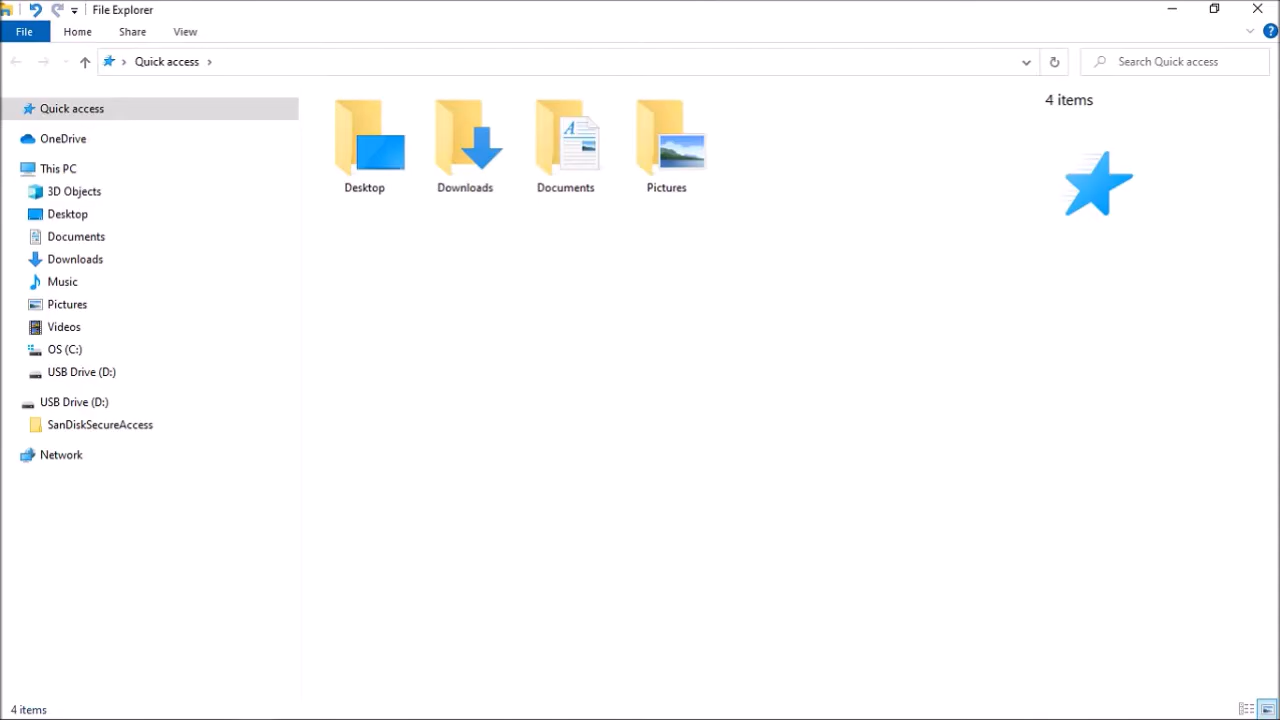 File Explorer
File Home Share View
Quick access
Search Quick access
Quick access
OneDrive
This PC
3D Objects
Desktop
Documents
Downloads
Music
Pictures
Videos
OS (C:)
USB Drive (D:)
USB Drive (D:)
SanDiskSecureAccess
Network
Desktop
Downloads
Documents
Pictures
4 items
4 items